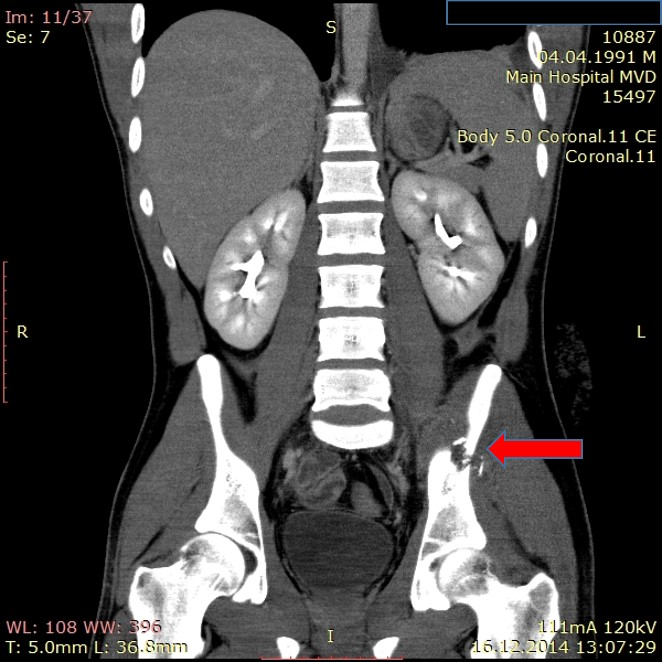 Im: 11/37
Se: 7
S
10887
04.04.1991 M
Main Hospital MVD
15497
Body 5.0 Coronal.11 CE
Coronal.11
R
L
WL: 108 WW: 396
T: 5.0mm L: 36.8mm
I
111mA 120kV
16.12.2014 13:07:29